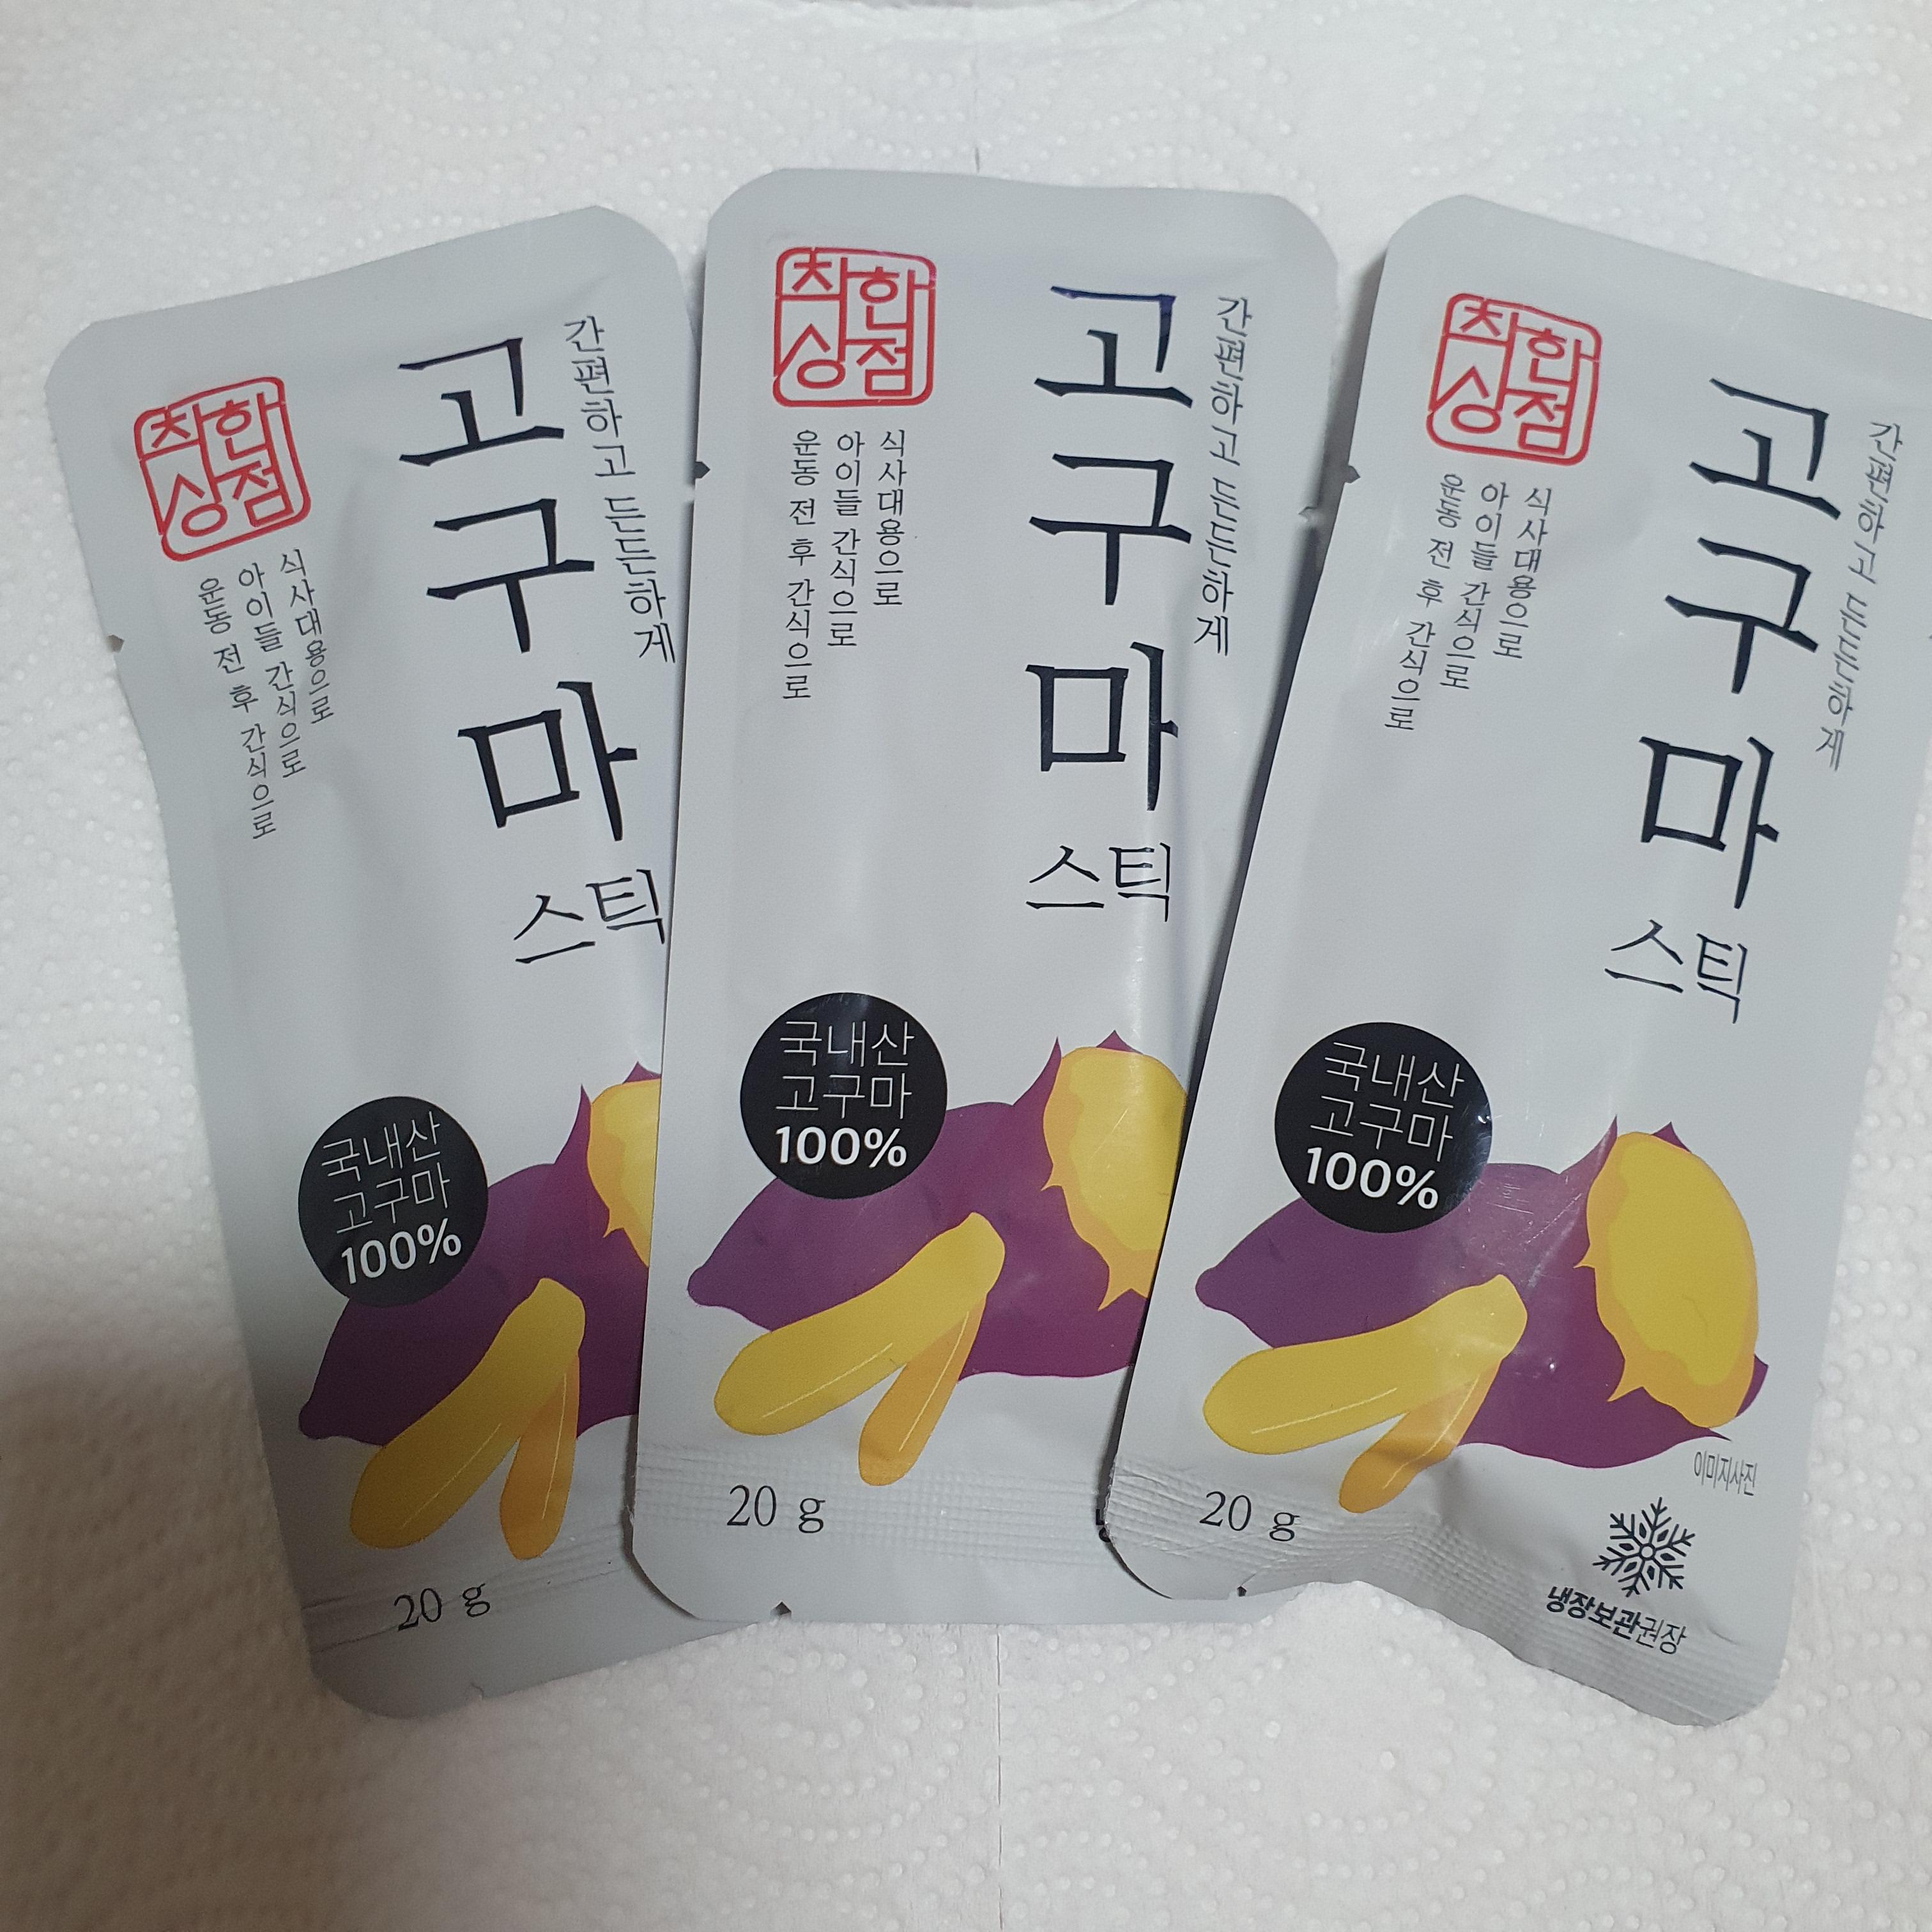 착한
상점
간편하고 든든하게
고구마
스틱
식사대용으로
아이들 간식으로
운동 전 후 간식으로
국내산
고구마
100%
20 g
착한
상점
간편하고 든든하게
고구마
스틱
식사대용으로
아이들 간식으로
운동 전 후 간식으로
국내산
고구마
100%
20 g
착한
상점
간편하고 든든하게
고구마
스틱
식사대용으로
아이들 간식으로
운동 전 후 간식으로
국내산
고구마
100%
이미지사진
20 g
냉장보관권장